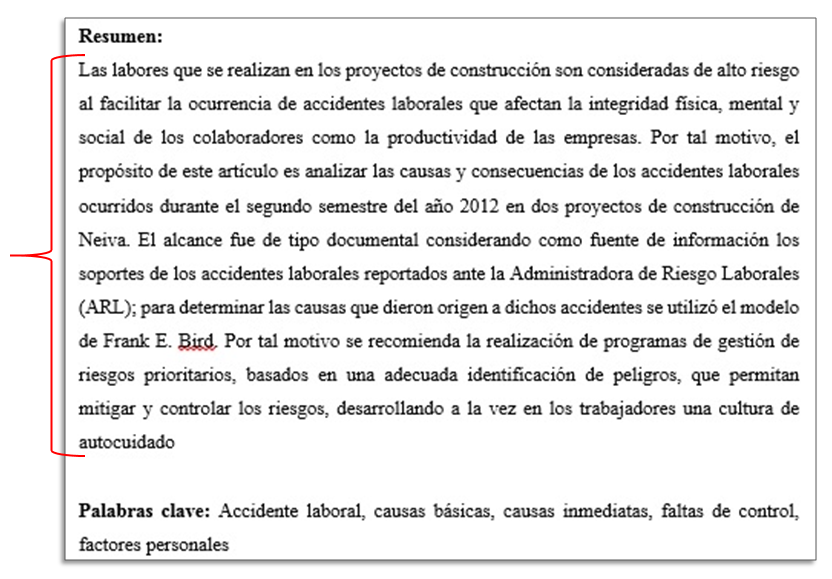 Resumen:
Las labores que se realizan en los proyectos de construcción son consideradas de alto riesgo
al facilitar la ocurrencia de accidentes laborales que afectan la integridad física, mental y
social de los colaboradores como la productividad de las empresas. Por tal motivo, el
propósito de este artículo es analizar las causas y consecuencias de los accidentes laborales
ocurridos durante el segundo semestre del año 2012 en dos proyectos de construcción de
Neiva. El alcance fue de tipo documental considerando como fuente de información los
soportes de los accidentes laborales reportados ante la Administradora de Riesgo Laborales
(ARL); para determinar las causas que dieron origen a dichos accidentes se utilizó el modelo
de Frank E. Bird. Por tal motivo se recomienda la realización de programas de gestión de
riesgos prioritarios, basados en una adecuada identificación de peligros, que permitan
mitigar y controlar los riesgos, desarrollando a la vez en los trabajadores una cultura de
autocuidado
Palabras clave: Accidente laboral, causas básicas, causas inmediatas, faltas de control,
factores personales